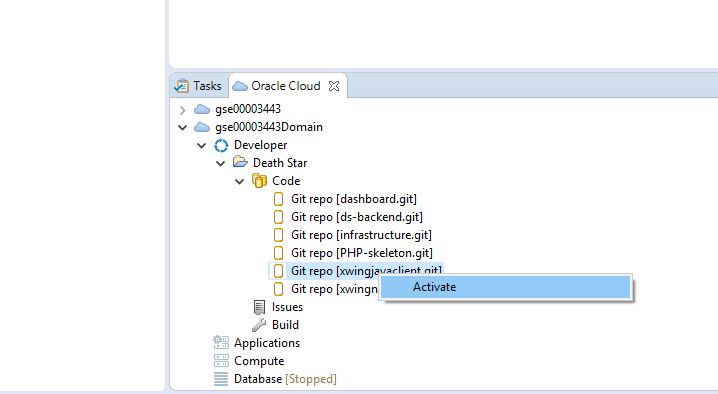 Tasks Oracle Cloud
gse00003443
gse00003443Domain
Developer
Death Star
Code
Git repo [dashboard.git]
Git repo [ds-backend.git]
Git repo [infrastructure.git]
Git repo [PHP-skeleton.git]
Git repo [xwingjavaclient.git]
Activate
Git repo [xwingn
Issues
Build
Applications
Compute
Database [Stopped]